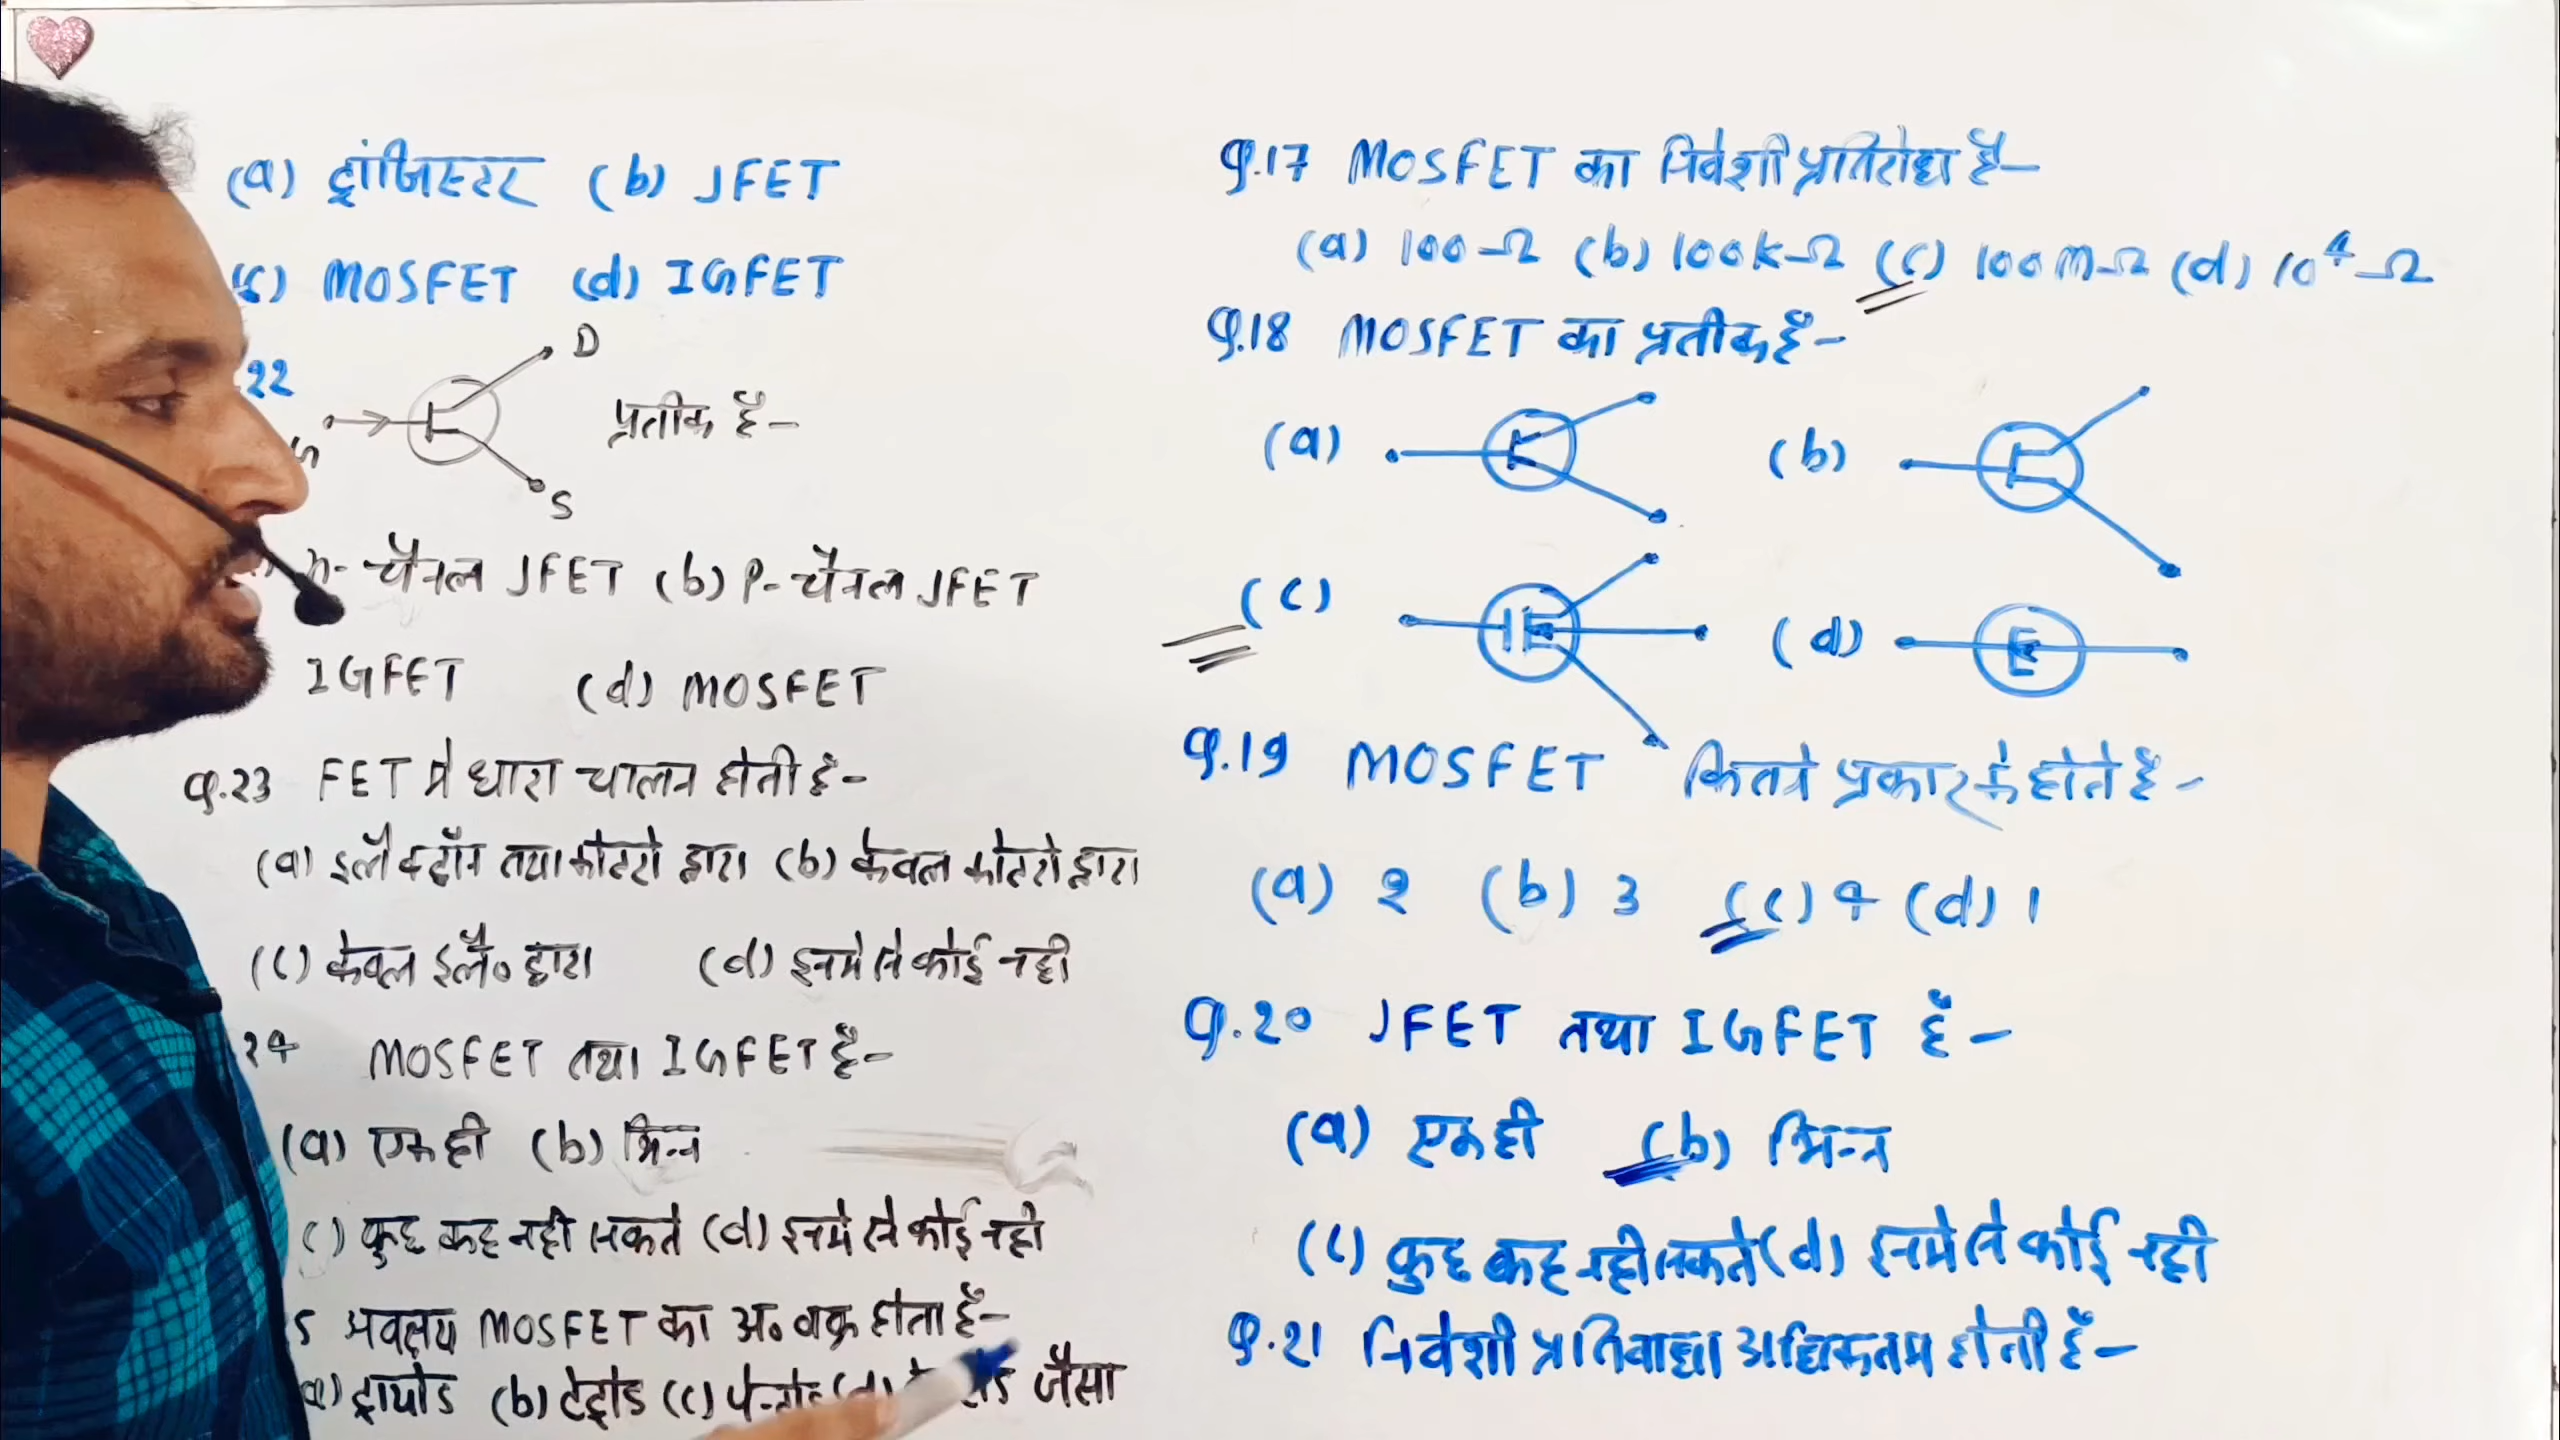 (a) ट्रांजिस्टर (b) JFET
(c) MOSFET (d) IGFET
.22 D प्रतीक है-
S
n- चैनल JFET (b) P- चैनल JFET
IGFET (d) MOSFET
Q.23 FET मे धारा चालन होती है-
(a) इलैक्ट्रॉन तथा कोटरो द्वारा (b) केवल कोटरो द्वारा
(c) केवल इलै० द्वारा (d) इनमे से कोई नही
24 MOSFET तथा IGFET है-
(a) एक ही (b) भिन्न
c) कुछ कह नही सकते (d) इनमे से कोई नही
5 अवक्षय MOSFET का अ० वक्र होता है-
a) ट्रायोड (b) टेट्रोड (c) जैसा
Q.17 MOSFET का निवेशी प्रतिरोध है-
(a) 100Ω (b) 100kΩ (c) 100MΩ (d) 10⁴Ω
Q.18 MOSFET का प्रतीक है-
(a) (b)
(c) (d)
Q.19 MOSFET कितने प्रकार के होते है-
(a) 2 (b) 3 (c) 4 (d) 1
Q.20 JFET तथा IGFET है-
(a) एक ही (b) भिन्न
(c) कुछ कह नही सकते (d) इनमे से कोई नही
Q.21 निवेशी प्रतिबाधा अधिकतम होती है-